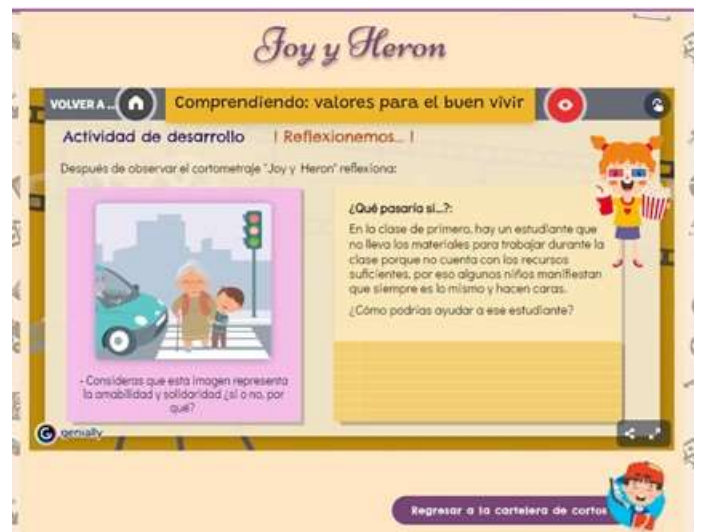 Joy y Heron
VOLVER A ...
Comprendiendo: valores para el buen vivir
Actividad de desarrollo
! Reflexionemos... !
Después de observar el cortometraje "Joy y Heron" reflexiona:
- Consideras que esta imagen representa
la amabilidad y solidaridad ¿si o no, por
qué?
¿Qué pasaría si...?:
En la clase de primero, hay un estudiante que
no lleva los materiales para trabajar durante la
clase porque no cuenta con los recursos
suficientes, por eso algunos niños manifiestan
que siempre es lo mismo y hacen caras.
¿Cómo podrías ayudar a ese estudiante?
genially
Regresar a la cartelera de cortos